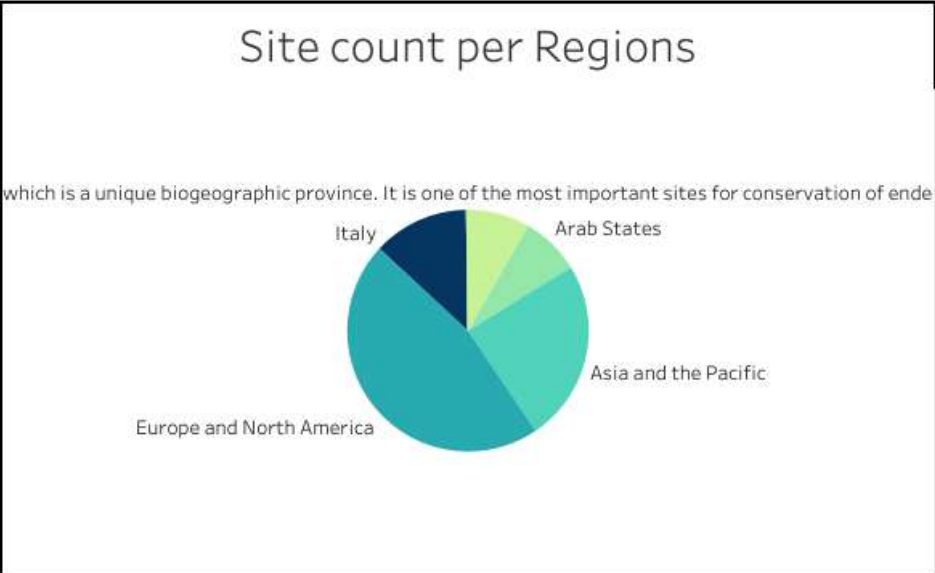 Site count per Regions
which is a unique biogeographic province. It is one of the most important sites for conservation of ende
Italy
Arab States
Asia and the Pacific
Europe and North America